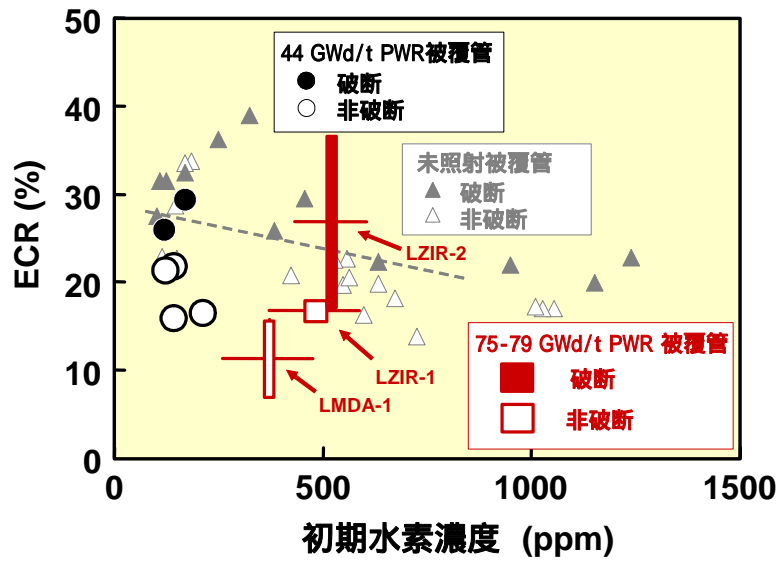 50
40
30
20
10
0
ECR (%)
44 GWd/t PWR被覆管
破断
非破断
未照射被覆管
破断
非破断
LZIR-2
LZIR-1
LMDA-1
75-79 GWd/t PWR 被覆管
破断
非破断
0
500
1000
1500
初期水素濃度 (ppm)